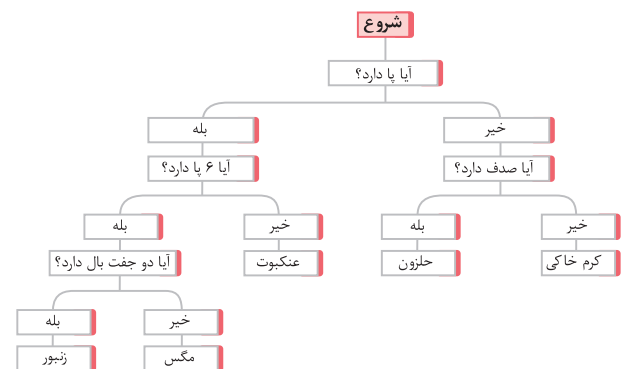 شروع
آیا پا دارد؟
خیر
بله
آیا صدف دارد؟
آیا ۶ پا دارد؟
خیر
بله
خیر
بله
کرم خاکی
حلزون
عنکبوت
آیا دو جفت بال دارد؟
خیر
بله
مگس
زنبور